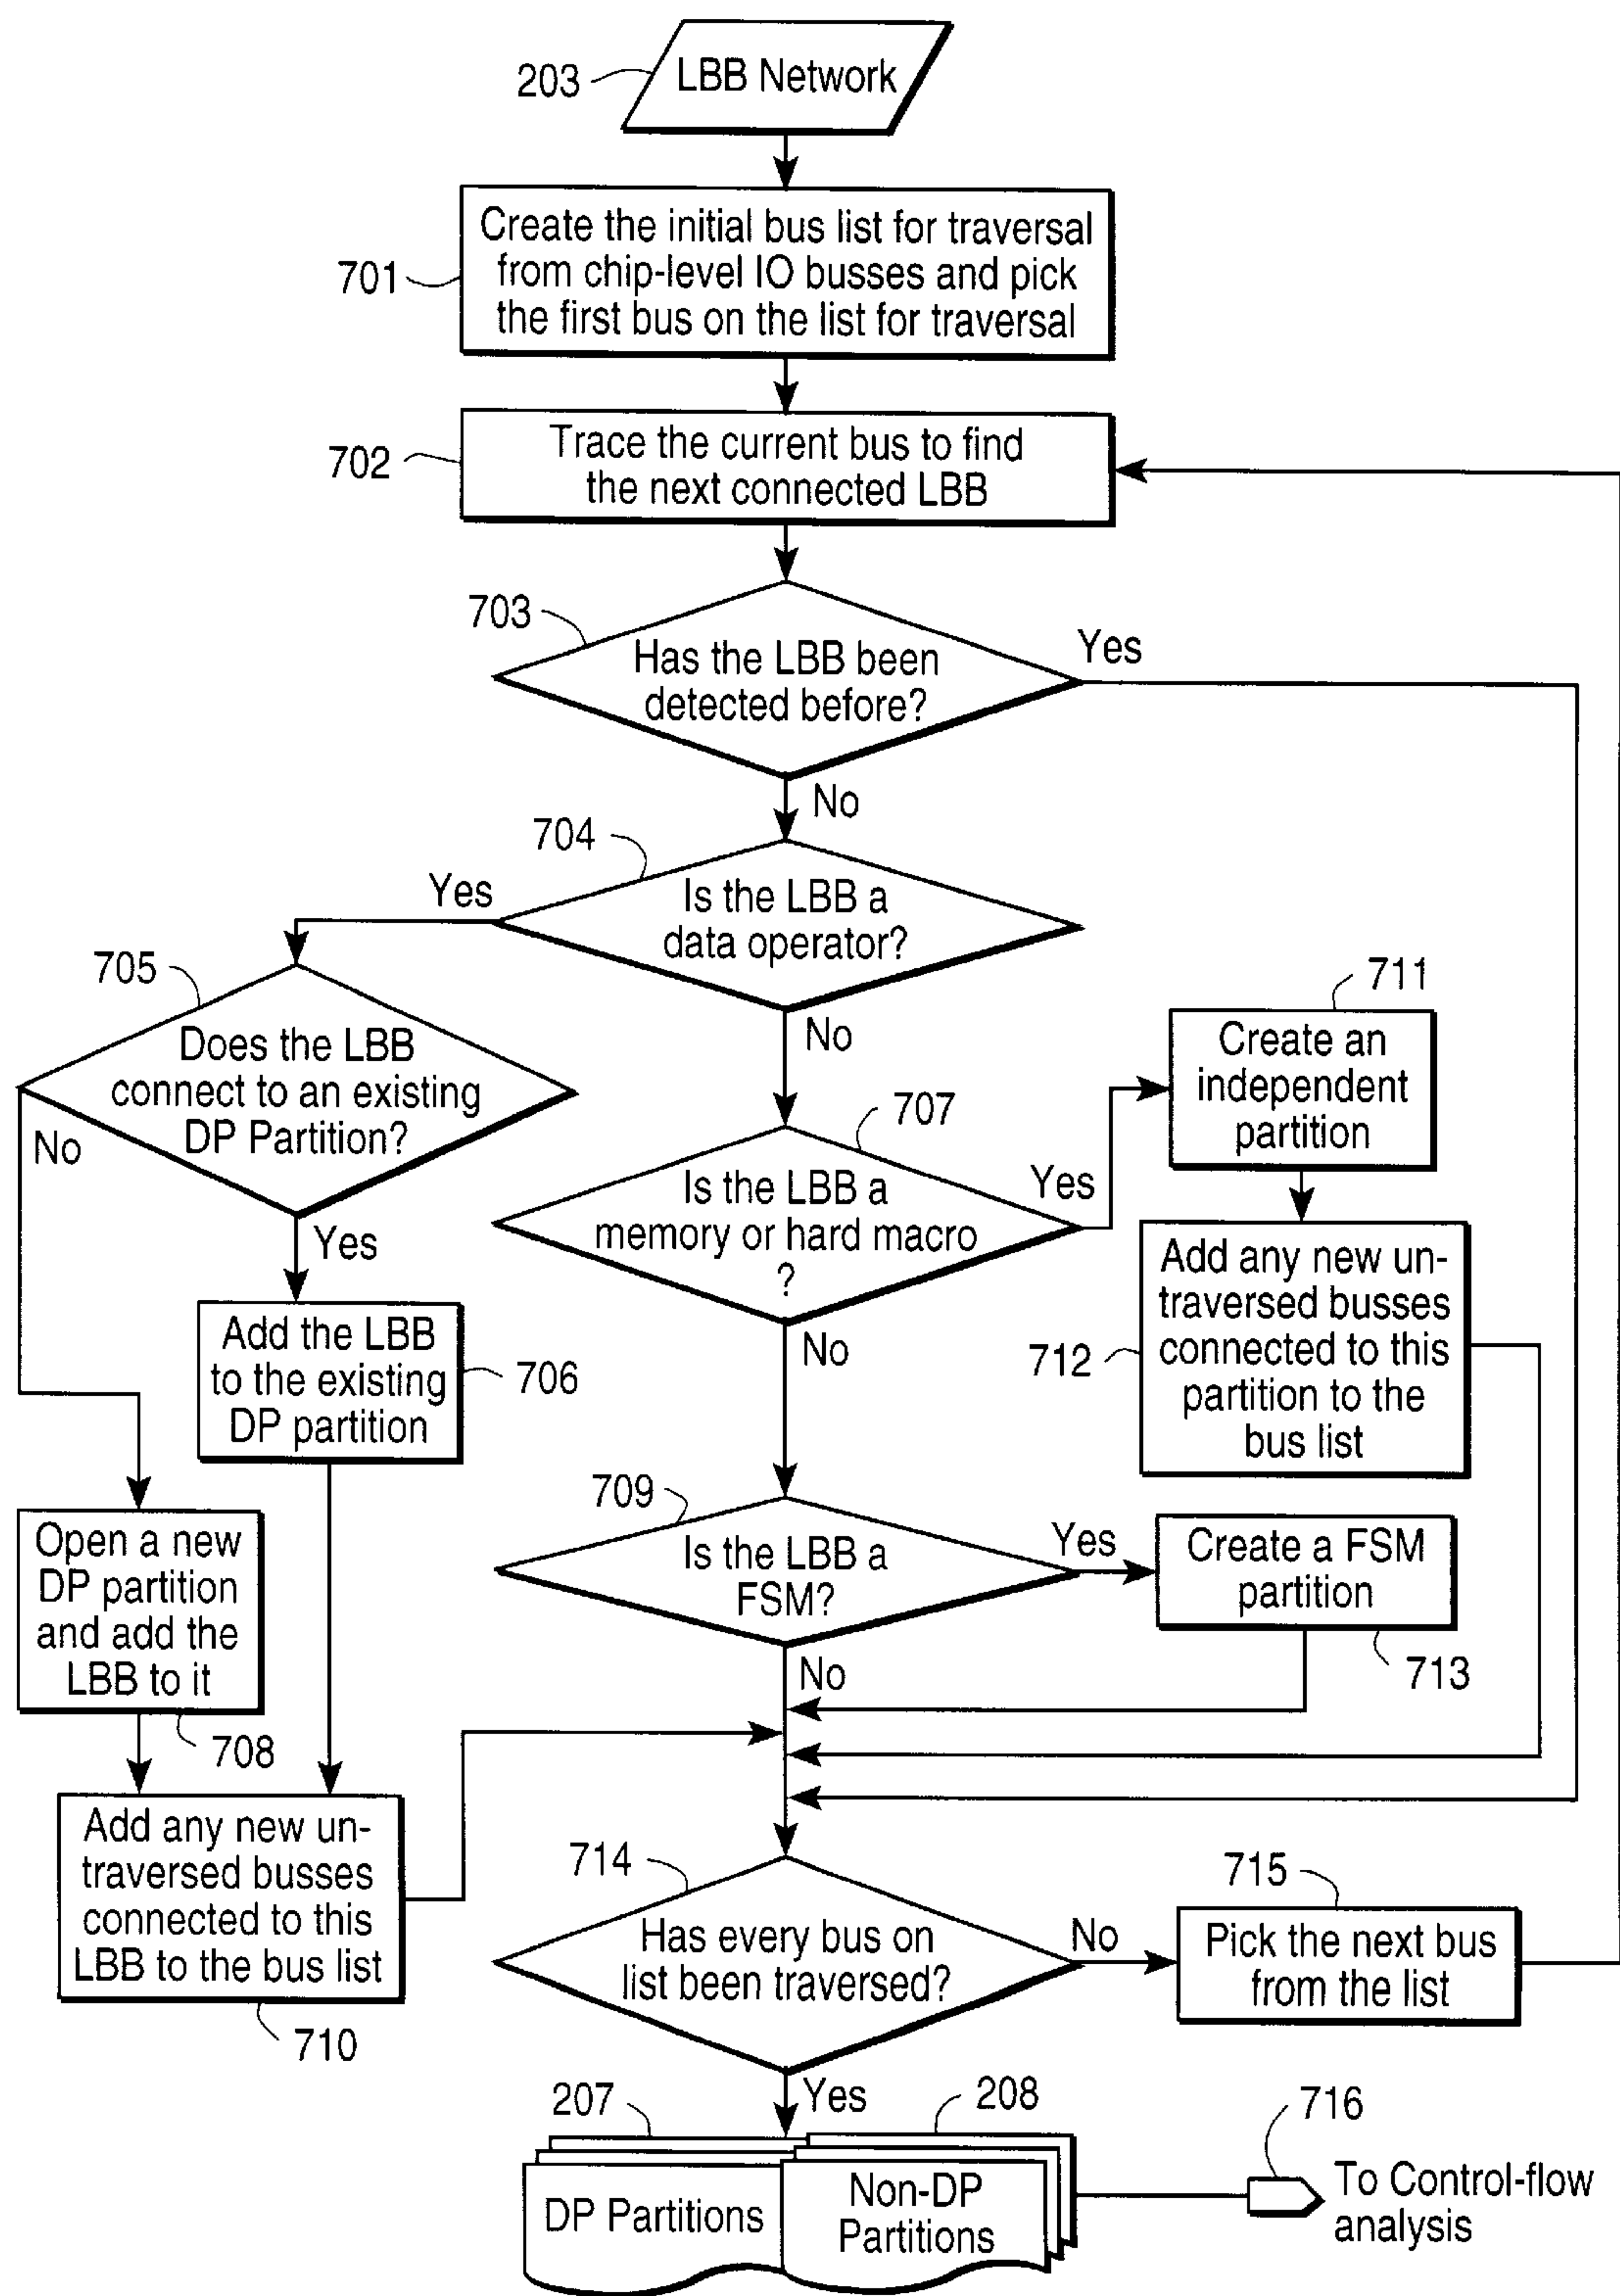 203
LBB Network
701
Create the initial bus list for traversal
from chip-level IO busses and pick
the first bus on the list for traversal
702
Trace the current bus to find
the next connected LBB
703
Has the LBB been
detected before?
Yes
No
704
Is the LBB a
data operator?
Yes
No
705
Does the LBB
connect to an existing
DP Partition?
No
Yes
711
Create an
independent
partition
707
Is the LBB a
memory or hard macro
?
Yes
No
712
Add any new un-
traversed busses
connected to this
partition to the
bus list
Add the LBB
to the existing
DP partition
706
709
Is the LBB a
FSM?
Yes
No
Create a FSM
partition
713
Open a new
DP partition
and add the
LBB to it
708
Add any new un-
traversed busses
connected to this
LBB to the bus list
710
714
Has every bus on
list been traversed?
No
Yes
715
Pick the next bus
from the list
207
DP Partitions
208
Non-DP
Partitions
716
To Control-flow
analysis